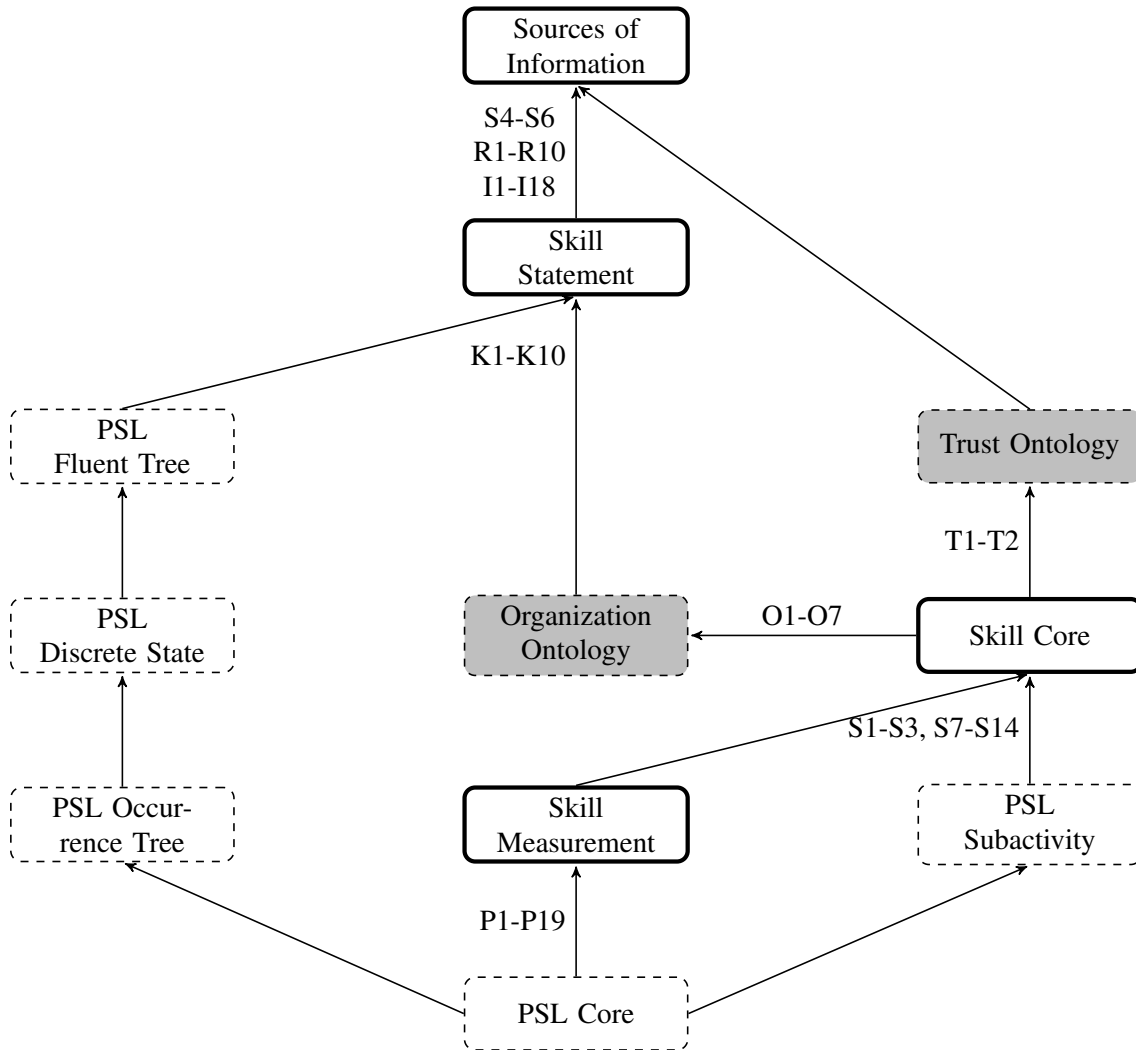 Sources of
Information
S4-S6
R1-R10
I1-I18
Skill
Statement
K1-K10
PSL
Fluent Tree
Trust Ontology
T1-T2
PSL
Discrete State
Organization
Ontology
O1-O7
Skill Core
S1-S3, S7-S14
PSL Occur-
rence Tree
Skill
Measurement
PSL
Subactivity
P1-P19
PSL Core